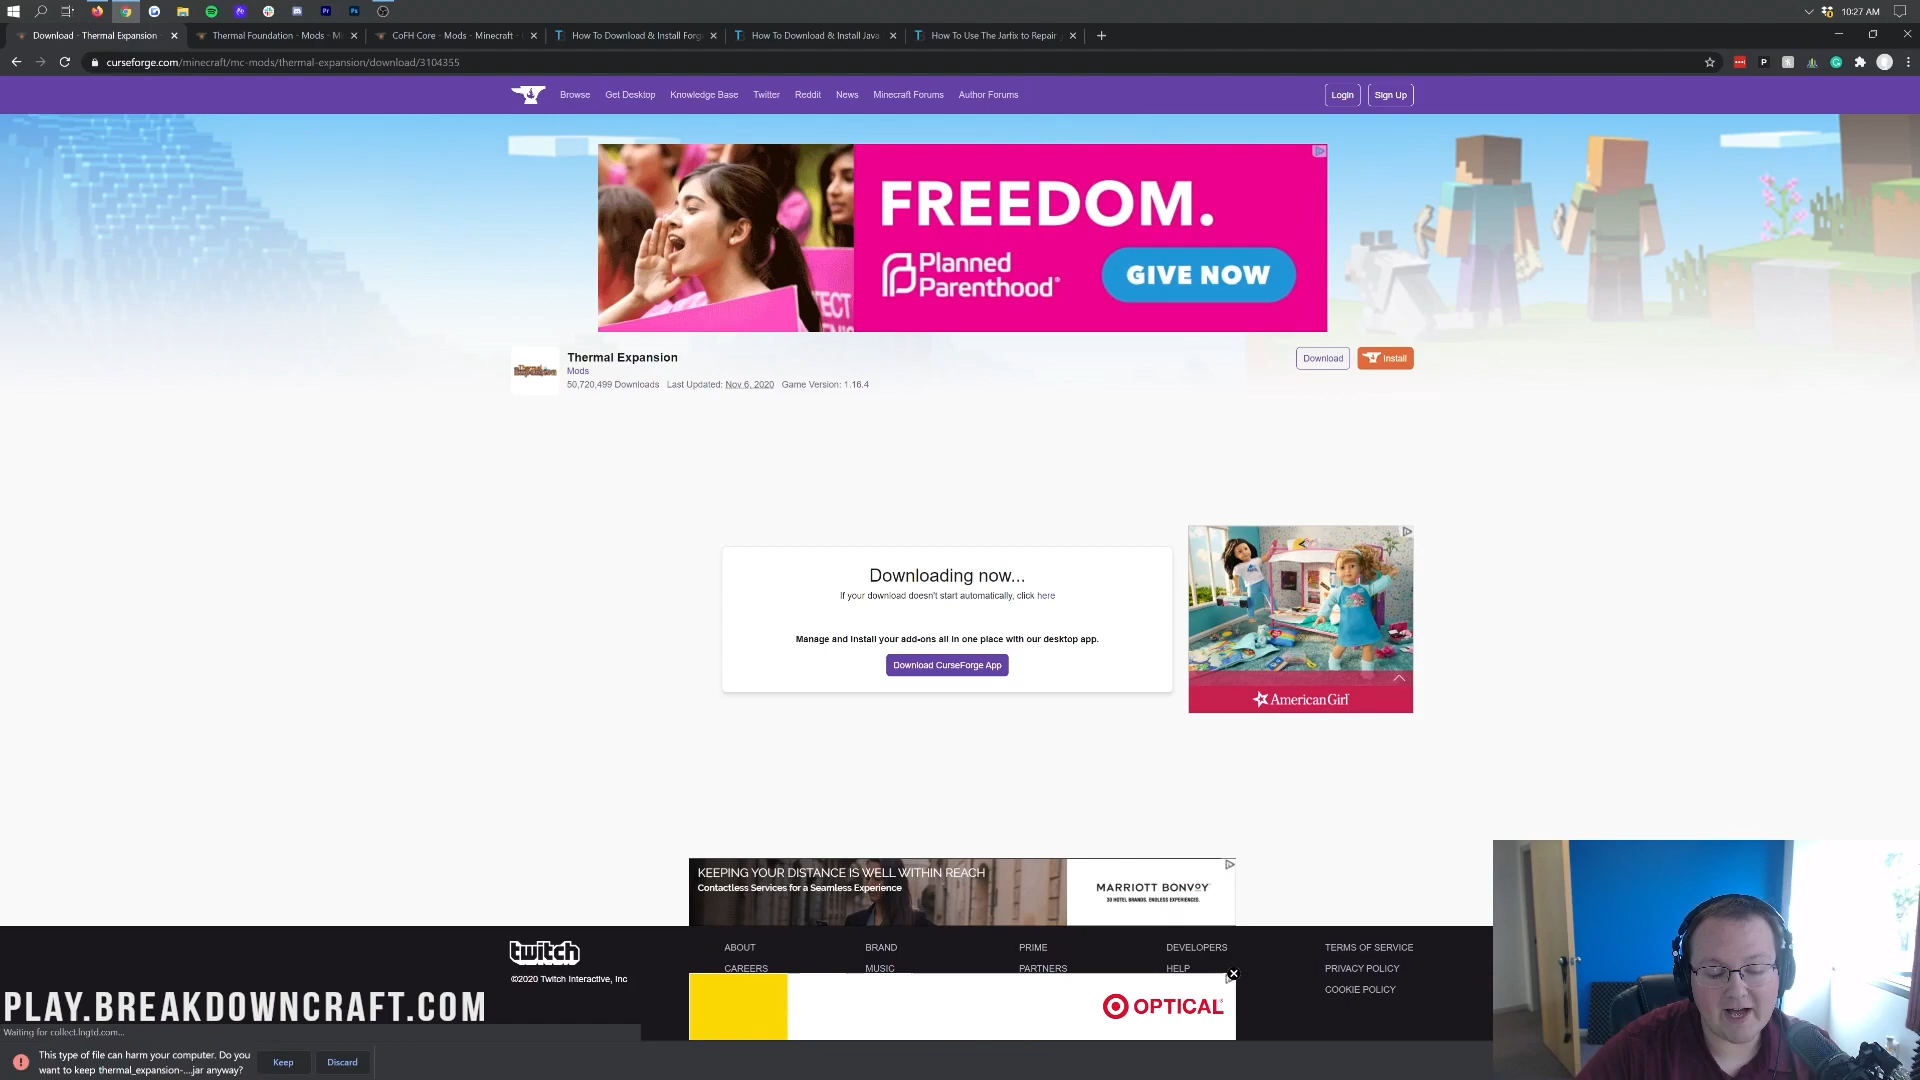 10:27 AM
Download - Thermal Expansion
Thermal Foundation - Mods - Mi
CoFH Core - Mods - Minecraft -
How To Download & Install Forg
How To Download & Install Java
How To Use The Jarfix to Repair
curseforge.com/minecraft/mc-mods/thermal-expansion/download/3104355
Browse Get Desktop Knowledge Base Twitter Reddit News Minecraft Forums Author Forums
Login Sign Up
FREEDOM.
Planned
Parenthood®
GIVE NOW
Thermal Expansion
Mods
50,720,499 Downloads Last Updated: Nov 6, 2020 Game Version: 1.16.4
Download Install
Downloading now...
If your download doesn't start automatically, click here
Manage and install your add-ons all in one place with our desktop app.
Download CurseForge App
American Girl
KEEPING YOUR DISTANCE IS WELL WITHIN REACH
Contactless Services for a Seamless Experience
MARRIOTT BONVOY
30 HOTEL BRANDS. ENDLESS EXPERIENCES.
twitch
©2020 Twitch Interactive, Inc
ABOUT BRAND PRIME DEVELOPERS TERMS OF SERVICE
CAREERS MUSIC PARTNERS HELP PRIVACY POLICY
COOKIE POLICY
OPTICAL
PLAY.BREAKDOWNCRAFT.COM
Waiting for collect.lngtd.com...
This type of file can harm your computer. Do you
want to keep thermal_expansion-....jar anyway?
Keep Discard